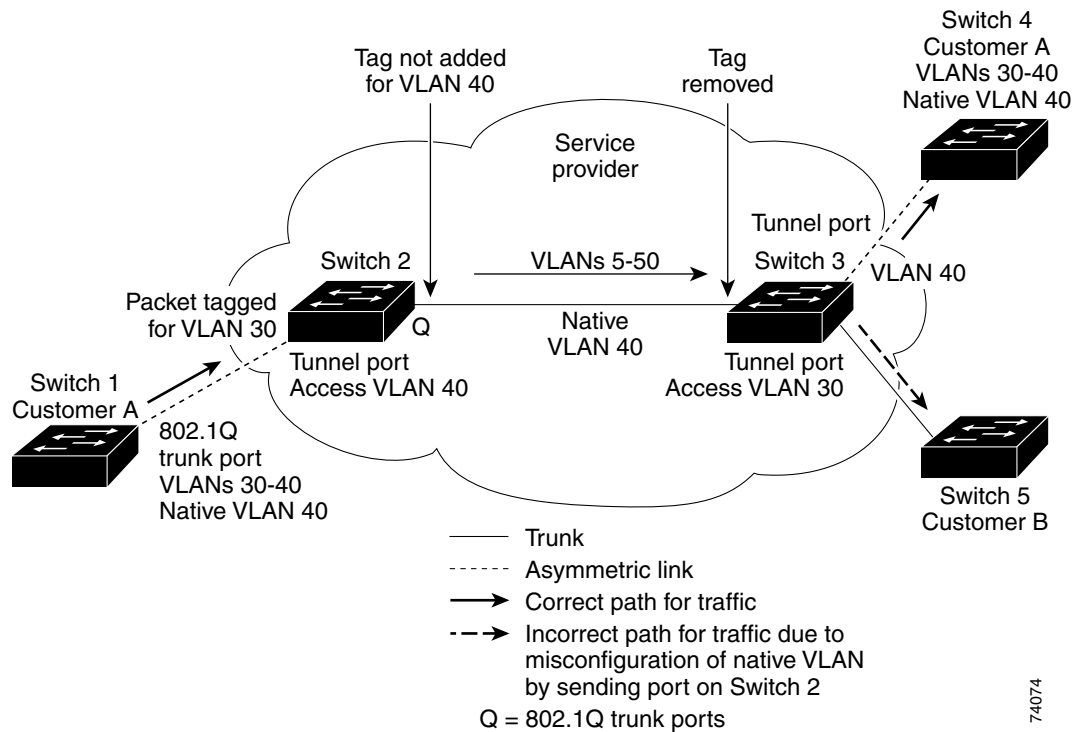 Tag not added
for VLAN 40
Tag
removed
Switch 4
Customer A
VLANs 30-40
Native VLAN 40
Service
provider
Tunnel port
Switch 2
VLANs 5-50
Switch 3
VLAN 40
Packet tagged
for VLAN 30
Q
Native
VLAN 40
Tunnel port
Access VLAN 40
Tunnel port
Access VLAN 30
Switch 1
Customer A
802.1Q
trunk port
VLANs 30-40
Native VLAN 40
Switch 5
Customer B
Trunk
Asymmetric link
Correct path for traffic
Incorrect path for traffic due to
misconfiguration of native VLAN
by sending port on Switch 2
Q = 802.1Q trunk ports
74074